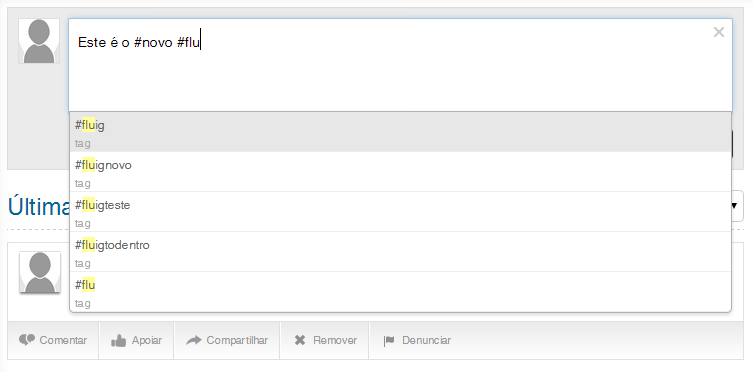 Este é o #novo #flu
#fluig
tag
#fluignovo
tag
Última
#fluigteste
tag
#fluigtodentro
tag
#flu
tag
Comentar Apoiar Compartilhar Remover Denunciar